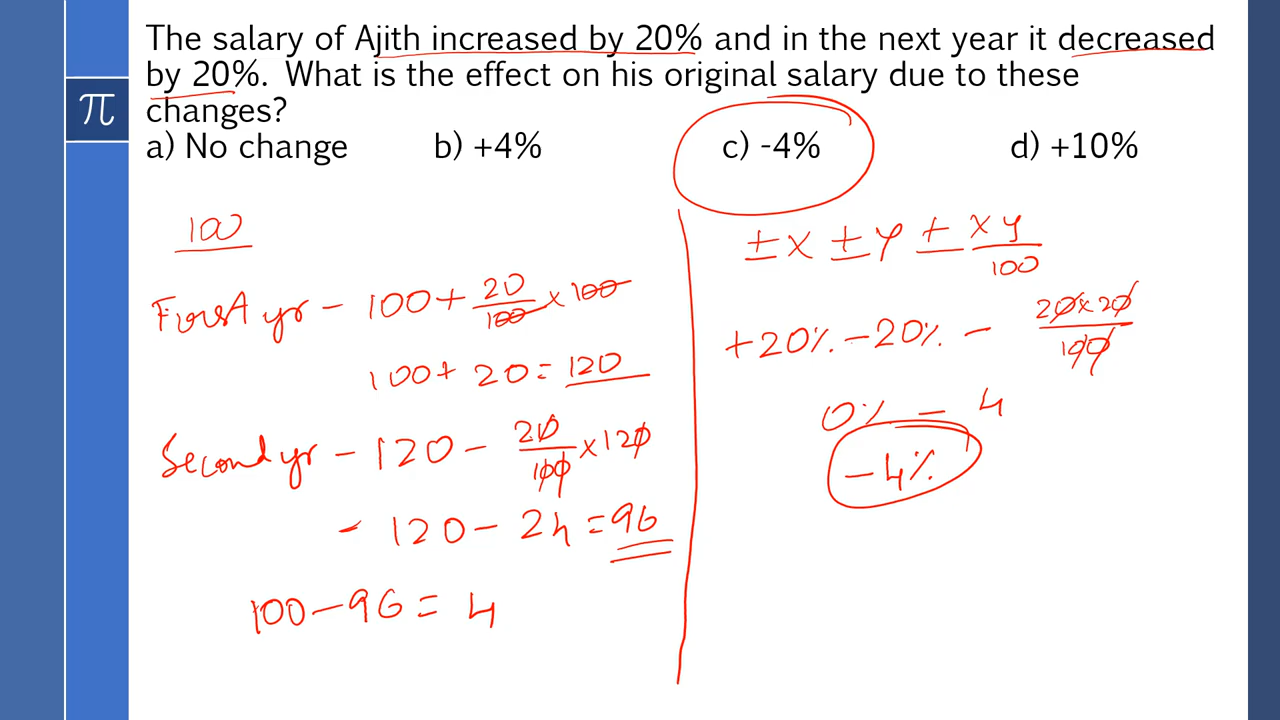 The salary of Ajith increased by 20% and in the next year it decreased
by 20%. What is the effect on his original salary due to these
changes?
a) No change b) +4% c) -4% d) +10%
π
100
First yr - 100 + 20/100 × 100
100 + 20 = 120
Second yr - 120 - 20/100 × 120
- 120 - 24 = 96
100 - 96 = 4
± x ± y ± xy/100
+20% - 20% - 20×20/100
0% - 4
-4%